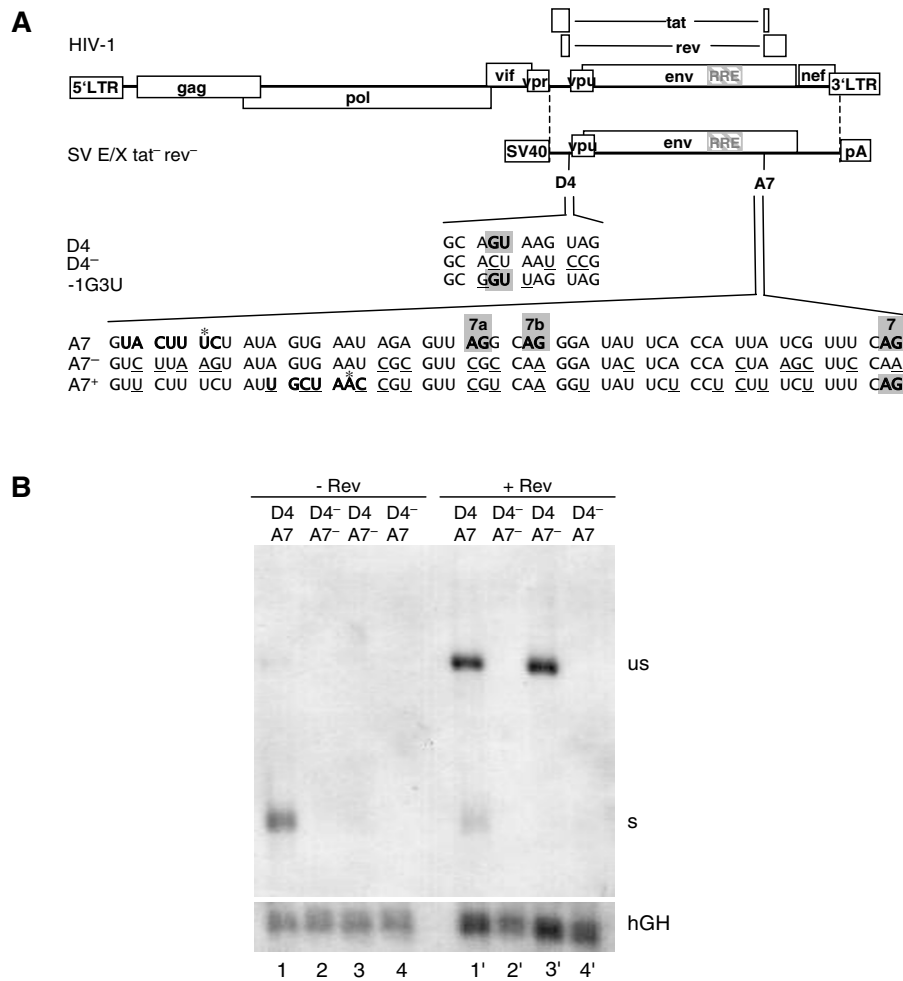 A
tat
HIV-1
rev
5‘LTR
gag
pol
vif
vpr
vpu
env
RRE
nef
3‘LTR
SV E/X tat– rev–
SV40
vpu
env
RRE
pA
D4
A7
D4 GC AGU AAG UAG
D4– GC ACU AAU CCG
-1G3U GC GGU UAG UAG
7a 7b 7
* 
A7 GUA CUU UCU AUA GUG AAU AGA GUU AGG CAG GGA UAU UCA CCA UUA UCG UUU CAG
A7– GUC UUA AGU AUA GUG AAU CGC GUU CGC CAA GGA UAC UCA CCA UUA AGC UUC CAA
*
A7+ GUU CUU UCU AUU GCU AAC CGU GUU CGU CAA GGU UAU UCA CCU CUA UCU UUU CAG
B
- Rev + Rev
D4 D4– D4 D4– D4 D4– D4 D4–
A7 A7– A7– A7 A7 A7– A7– A7
us
s
hGH
1 2 3 4 1' 2' 3' 4'